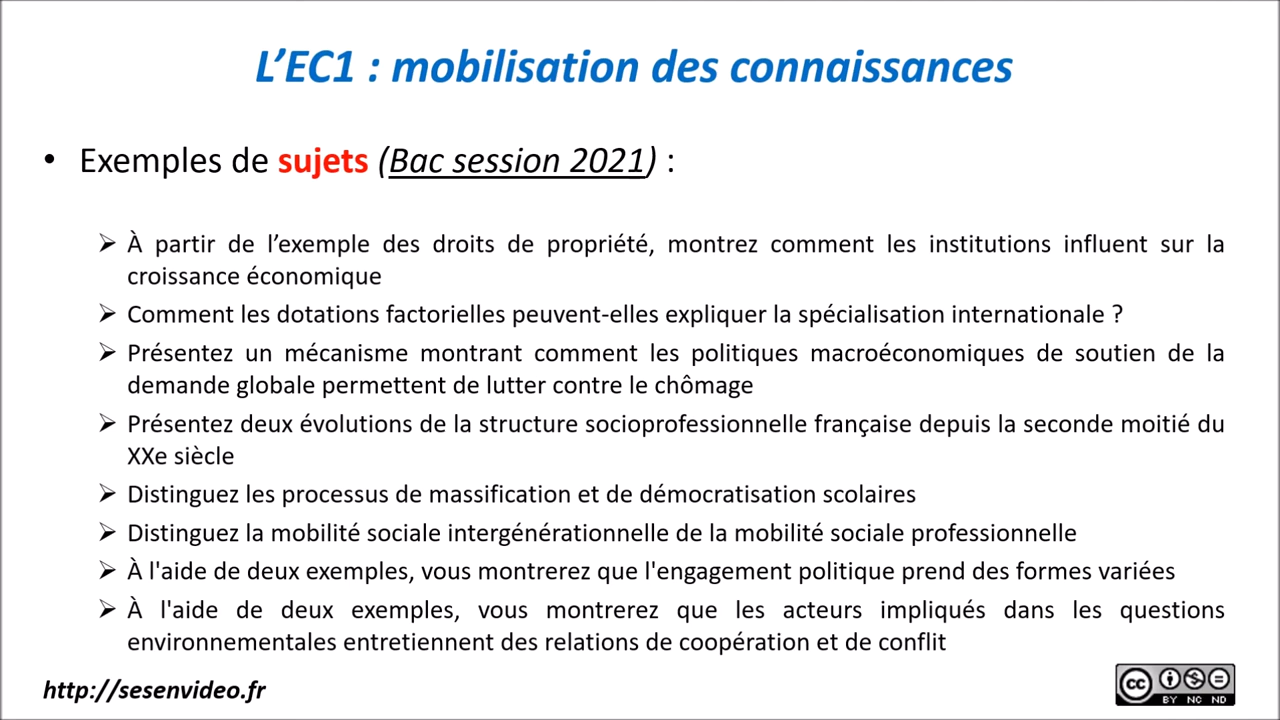 L’EC1 : mobilisation des connaissances
• Exemples de sujets (Bac session 2021) :
➢ À partir de l’exemple des droits de propriété, montrez comment les institutions influent sur la
croissance économique
➢ Comment les dotations factorielles peuvent-elles expliquer la spécialisation internationale ?
➢ Présentez un mécanisme montrant comment les politiques macroéconomiques de soutien de la
demande globale permettent de lutter contre le chômage
➢ Présentez deux évolutions de la structure socioprofessionnelle française depuis la seconde moitié du
XXe siècle
➢ Distinguez les processus de massification et de démocratisation scolaires
➢ Distinguez la mobilité sociale intergénérationnelle de la mobilité sociale professionnelle
➢ À l'aide de deux exemples, vous montrerez que l'engagement politique prend des formes variées
➢ À l'aide de deux exemples, vous montrerez que les acteurs impliqués dans les questions
environnementales entretiennent des relations de coopération et de conflit
http://sesenvideo.fr
cc
BY NC ND